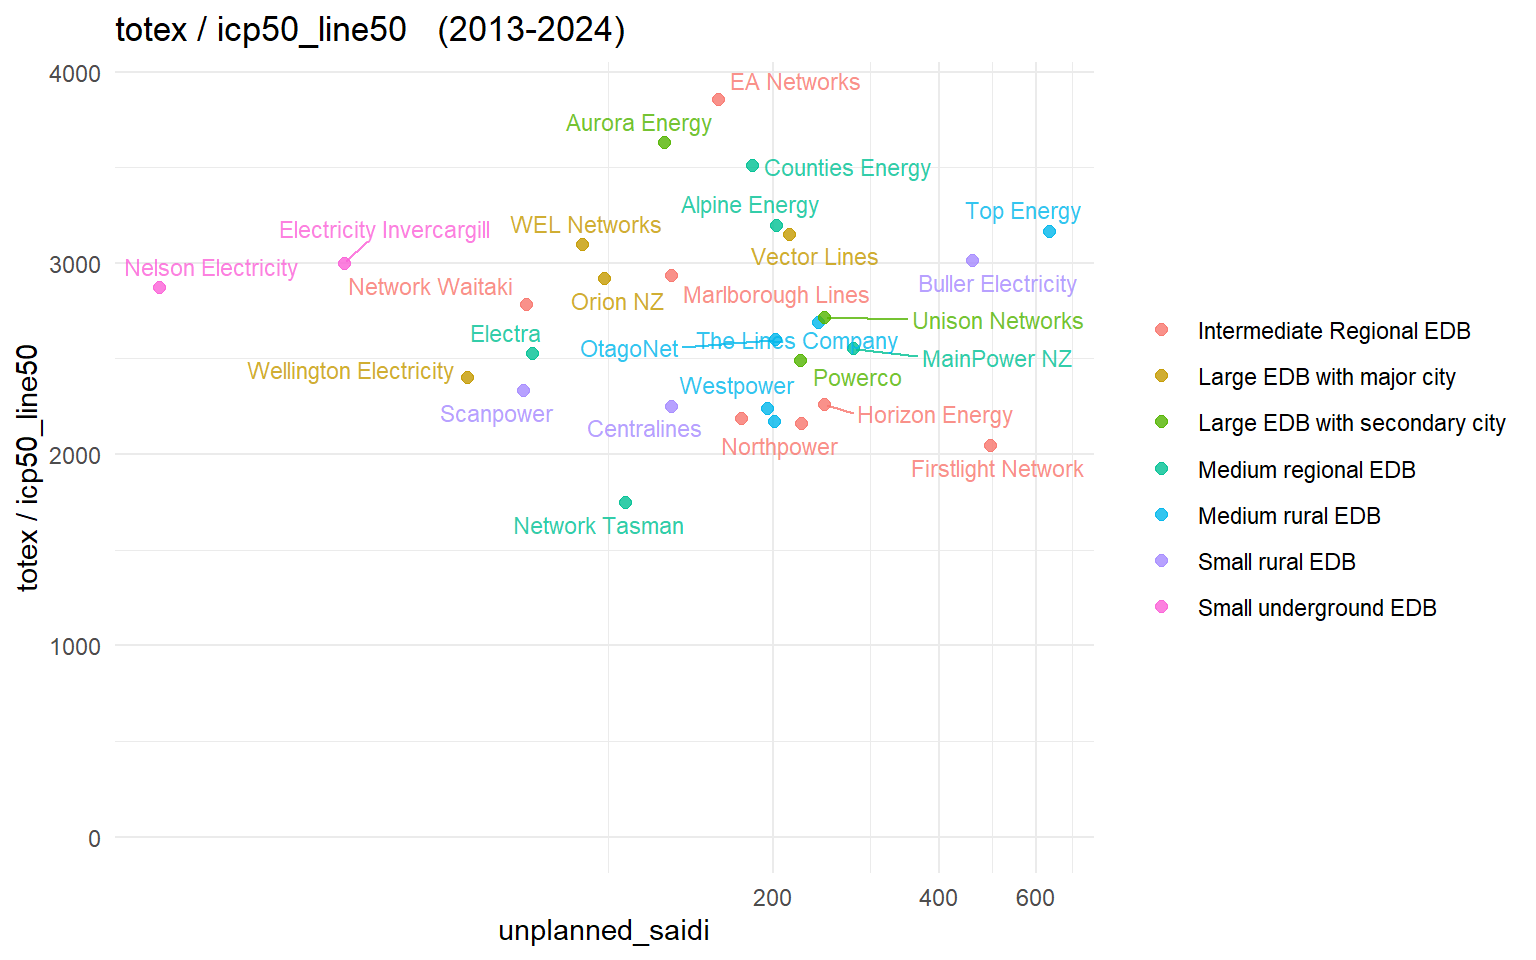 totex / icp50_line50   (2013-2024)
4000
3000
2000
1000
0
totex / icp50_line50
EA Networks
Aurora Energy
Counties Energy
Alpine Energy
Top Energy
WEL Networks
Electricity Invercargill
Vector Lines
Nelson Electricity
Buller Electricity
Network Waitaki
Marlborough Lines
Orion NZ
Unison Networks
Electra
The Lines Company
OtagoNet
MainPower NZ
Wellington Electricity
Powerco
Westpower
Scanpower
Horizon Energy
Centralines
Northpower
Firstlight Network
Network Tasman
200
400
600
unplanned_saidi
Intermediate Regional EDB
Large EDB with major city
Large EDB with secondary city
Medium regional EDB
Medium rural EDB
Small rural EDB
Small underground EDB